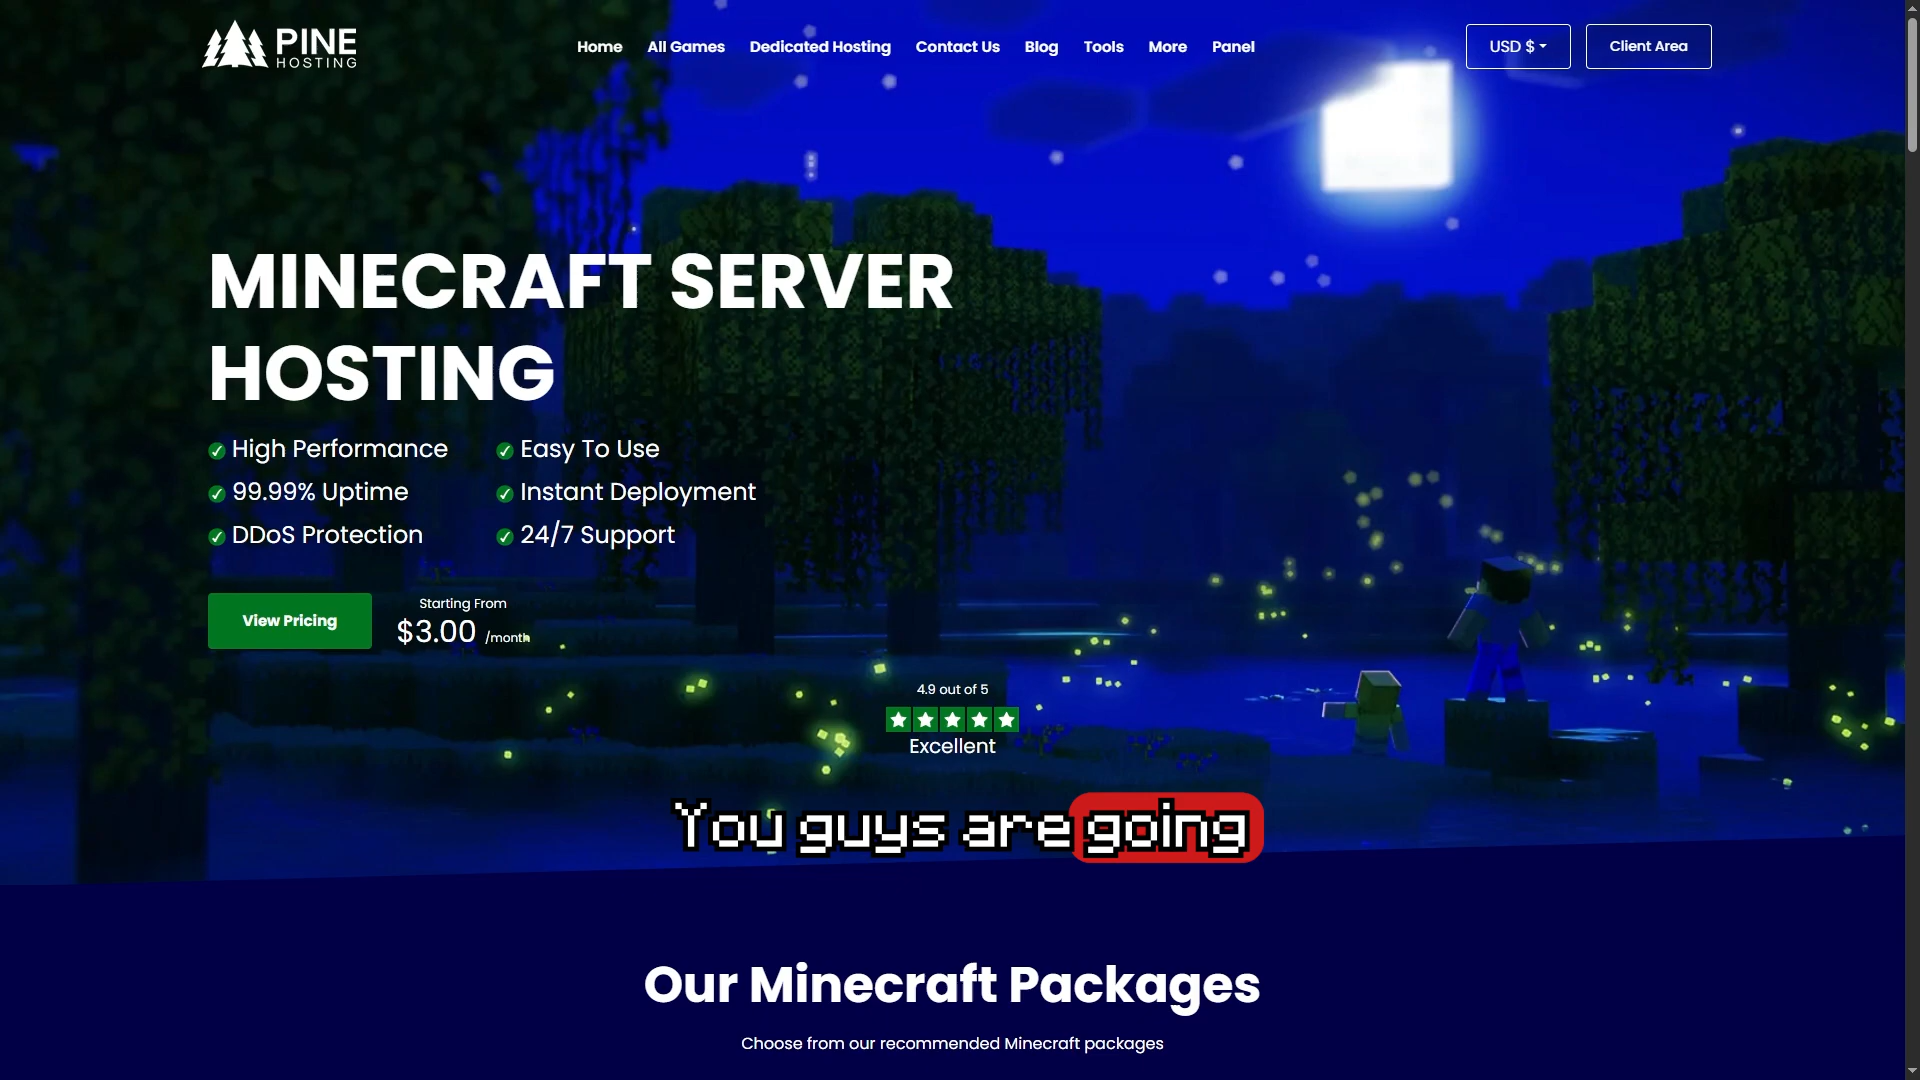 PINE
HOSTING
Home All Games Dedicated Hosting Contact Us Blog Tools More Panel
USD $
Client Area
MINECRAFT SERVER
HOSTING
High Performance
Easy To Use
99.99% Uptime
Instant Deployment
DDoS Protection
24/7 Support
View Pricing
Starting From
$3.00 /month
4.9 out of 5
Excellent
You guys are going
Our Minecraft Packages
Choose from our recommended Minecraft packages